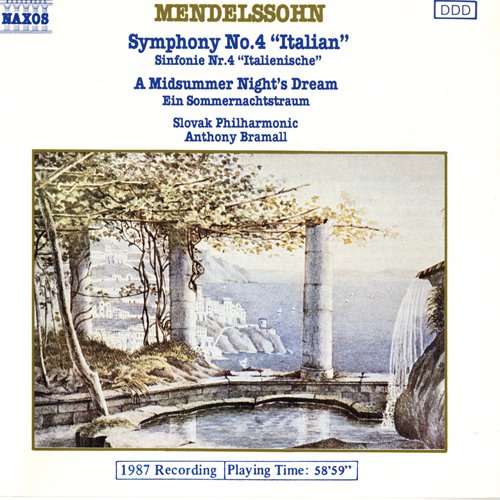 NAXOS
DDD
MENDELSSOHN
Symphony No.4 “Italian”
Sinfonie Nr.4 “Italienische”
A Midsummer Night's Dream
Ein Sommernachtstraum
Slovak Philharmonic
Anthony Bramall
1987 Recording
Playing Time: 58'59”